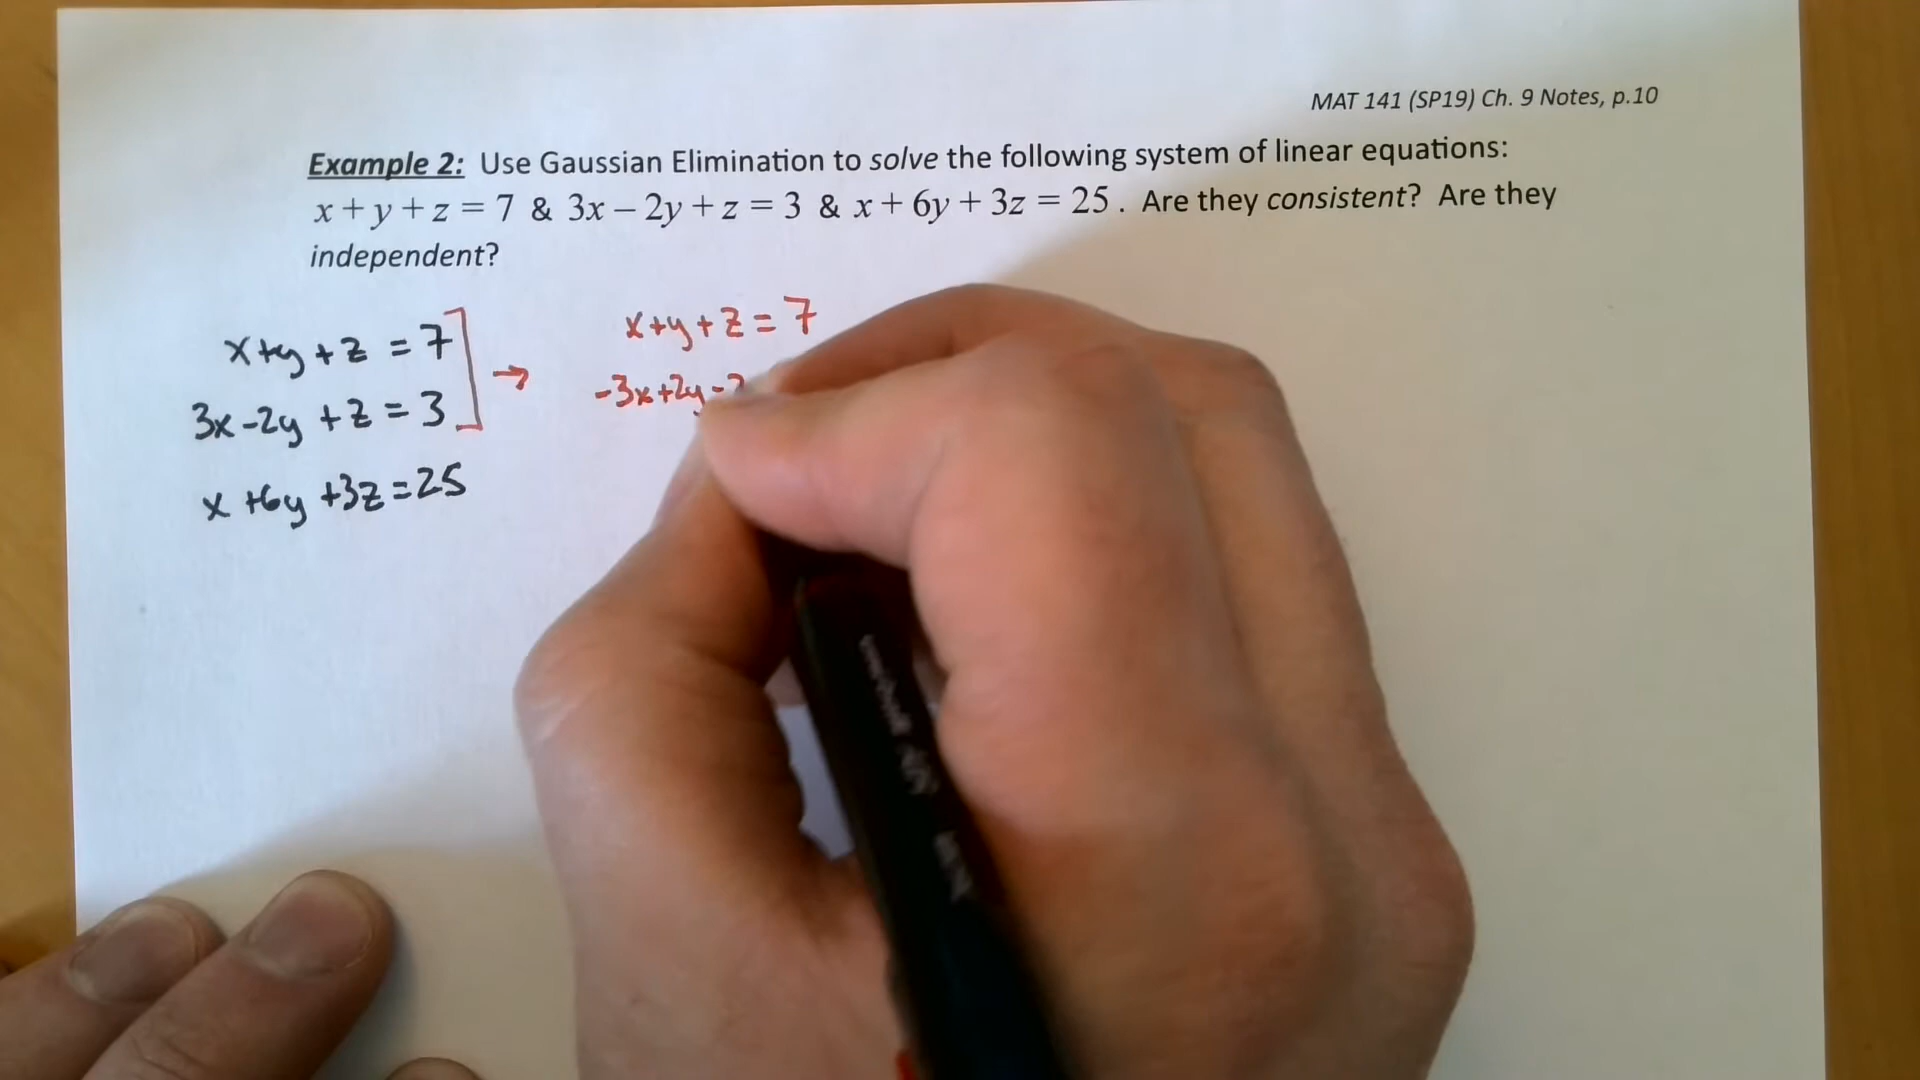 MAT 141 (SP19) Ch. 9 Notes, p.10
Example 2: Use Gaussian Elimination to solve the following system of linear equations:
x + y + z = 7 & 3x – 2y + z = 3 & x + 6y + 3z = 25 . Are they consistent? Are they
independent?
x+y+z = 7
3x-2y+z = 3
x+6y+3z=25
→
x+y+z = 7
-3x+2y-